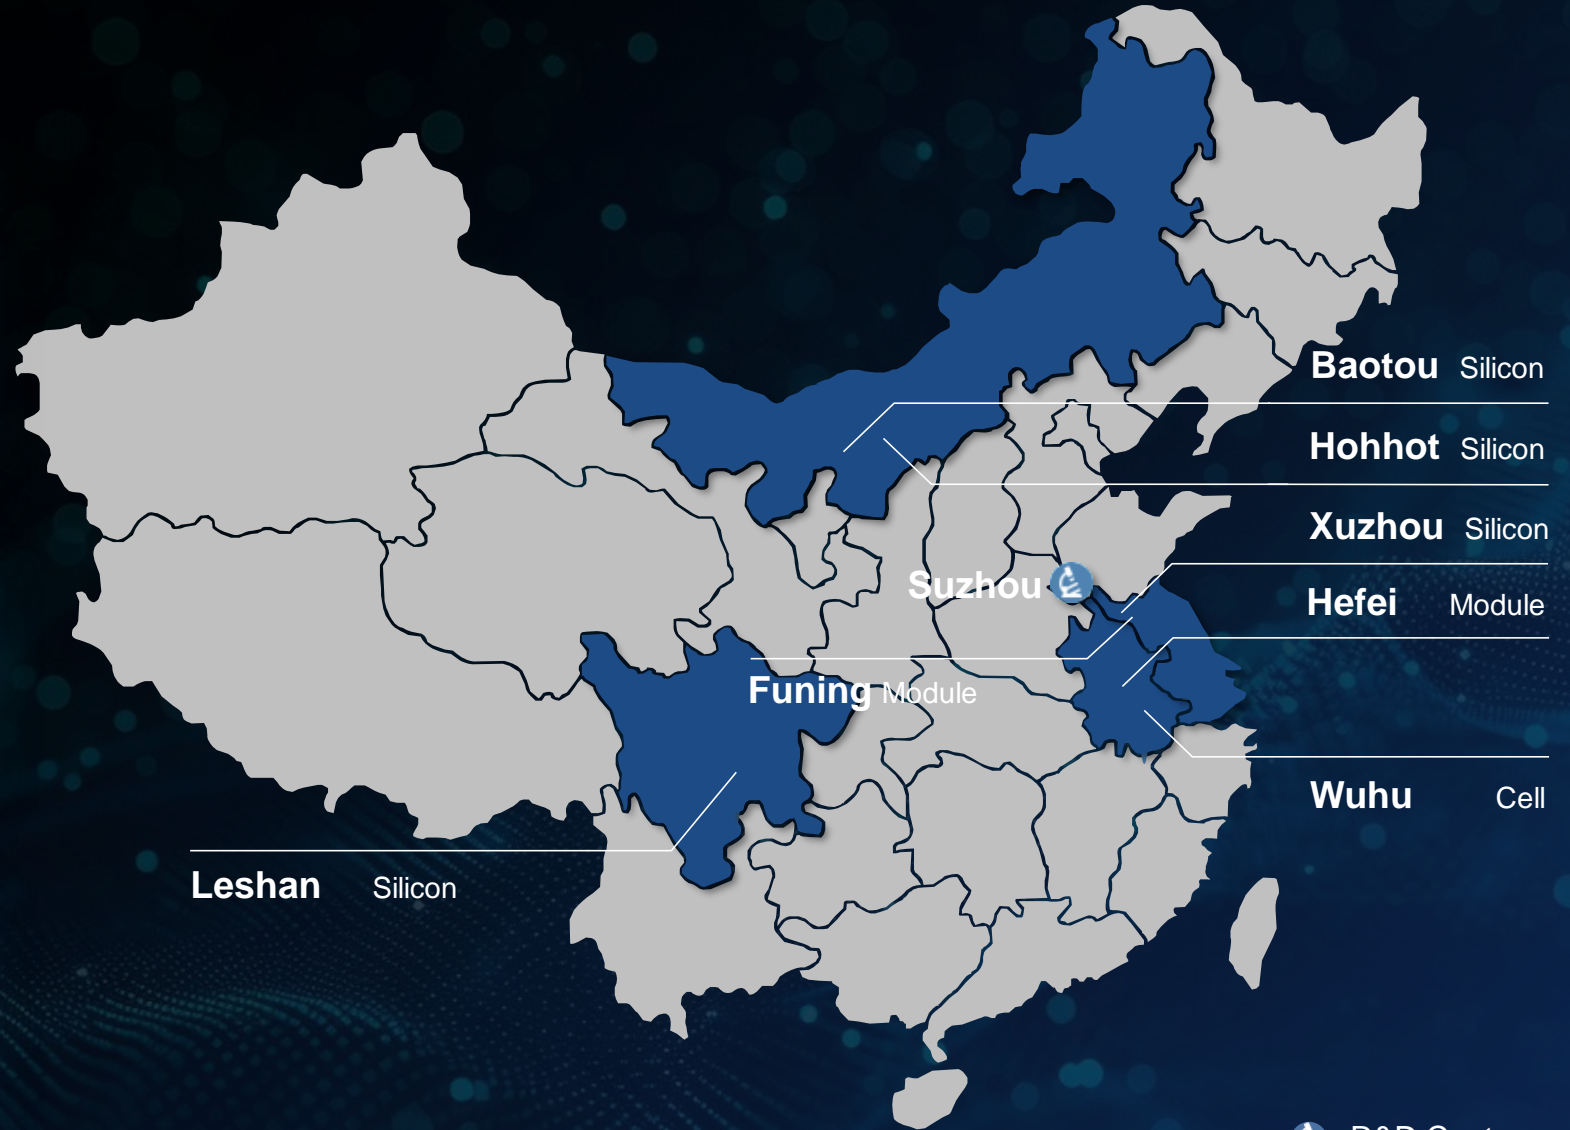 Baotou Silicon
Hohhot Silicon
Xuzhou Silicon
Suzhou
Hefei Module
Funing Module
Wuhu Cell
Leshan Silicon